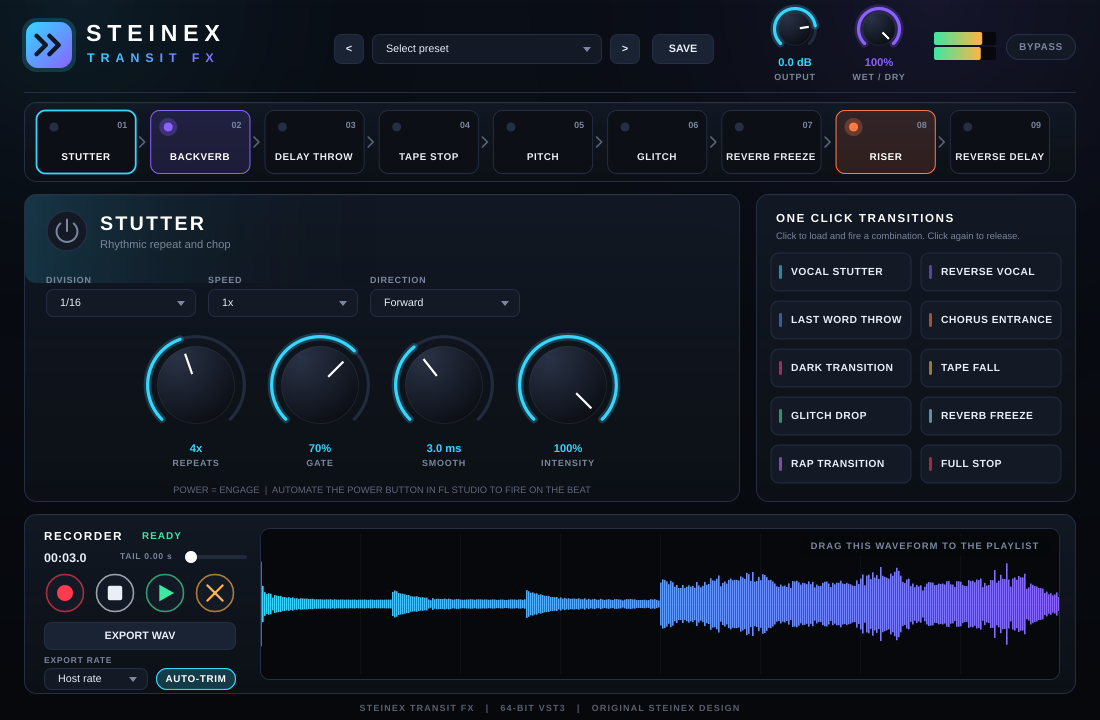 STEINEX
TRANSIT FX
< Select preset > SAVE
0.0 dB 100%
OUTPUT WET / DRY
BYPASS
01 02 03 04 05 06 07 08 09
STUTTER BACKVERB DELAY THROW TAPE STOP PITCH GLITCH REVERB FREEZE RISER REVERSE DELAY
STUTTER
Rhythmic repeat and chop
DIVISION SPEED DIRECTION
1/16 1x Forward
4x 70% 3.0 ms 100%
REPEATS GATE SMOOTH INTENSITY
POWER = ENGAGE | AUTOMATE THE POWER BUTTON IN FL STUDIO TO FIRE ON THE BEAT
ONE CLICK TRANSITIONS
Click to load and fire a combination. Click again to release.
VOCAL STUTTER REVERSE VOCAL
LAST WORD THROW CHORUS ENTRANCE
DARK TRANSITION TAPE FALL
GLITCH DROP REVERB FREEZE
RAP TRANSITION FULL STOP
RECORDER READY
00:03.0 TAIL 0.00 s
EXPORT WAV
EXPORT RATE
Host rate AUTO-TRIM
DRAG THIS WAVEFORM TO THE PLAYLIST
STEINEX TRANSIT FX | 64-BIT VST3 | ORIGINAL STEINEX DESIGN